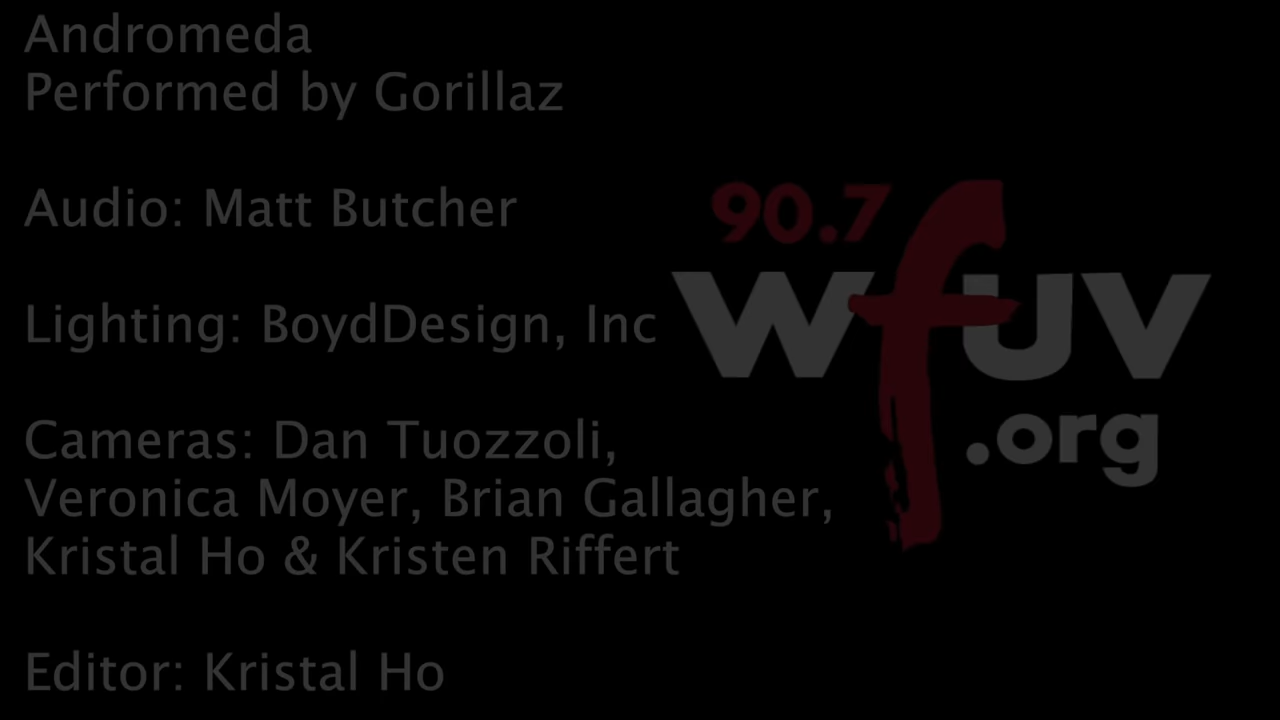 Andromeda
Performed by Gorillaz
Audio: Matt Butcher
Lighting: BoydDesign, Inc
Cameras: Dan Tuozzoli,
Veronica Moyer, Brian Gallagher,
Kristal Ho & Kristen Riffert
Editor: Kristal Ho
90.7
wfuv
.org